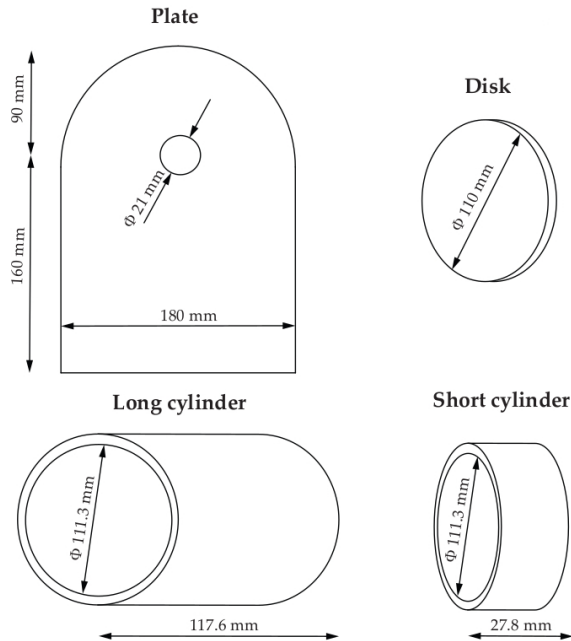 Plate
90 mm
Φ 21 mm
160 mm
180 mm
Disk
Φ 110 mm
Long cylinder
Φ 111.3 mm
117.6 mm
Short cylinder
Φ 111.3 mm
27.8 mm